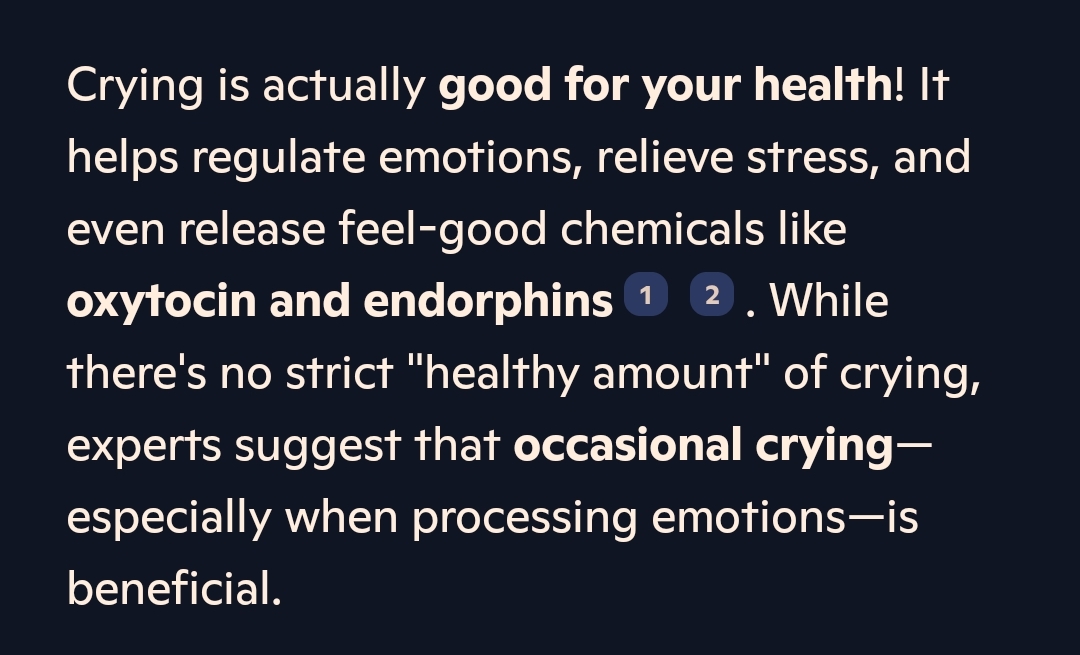 Crying is actually good for your health! It
helps regulate emotions, relieve stress, and
even release feel-good chemicals like
oxytocin and endorphins 1 2 . While
there's no strict "healthy amount" of crying,
experts suggest that occasional crying—
especially when processing emotions—is
beneficial.